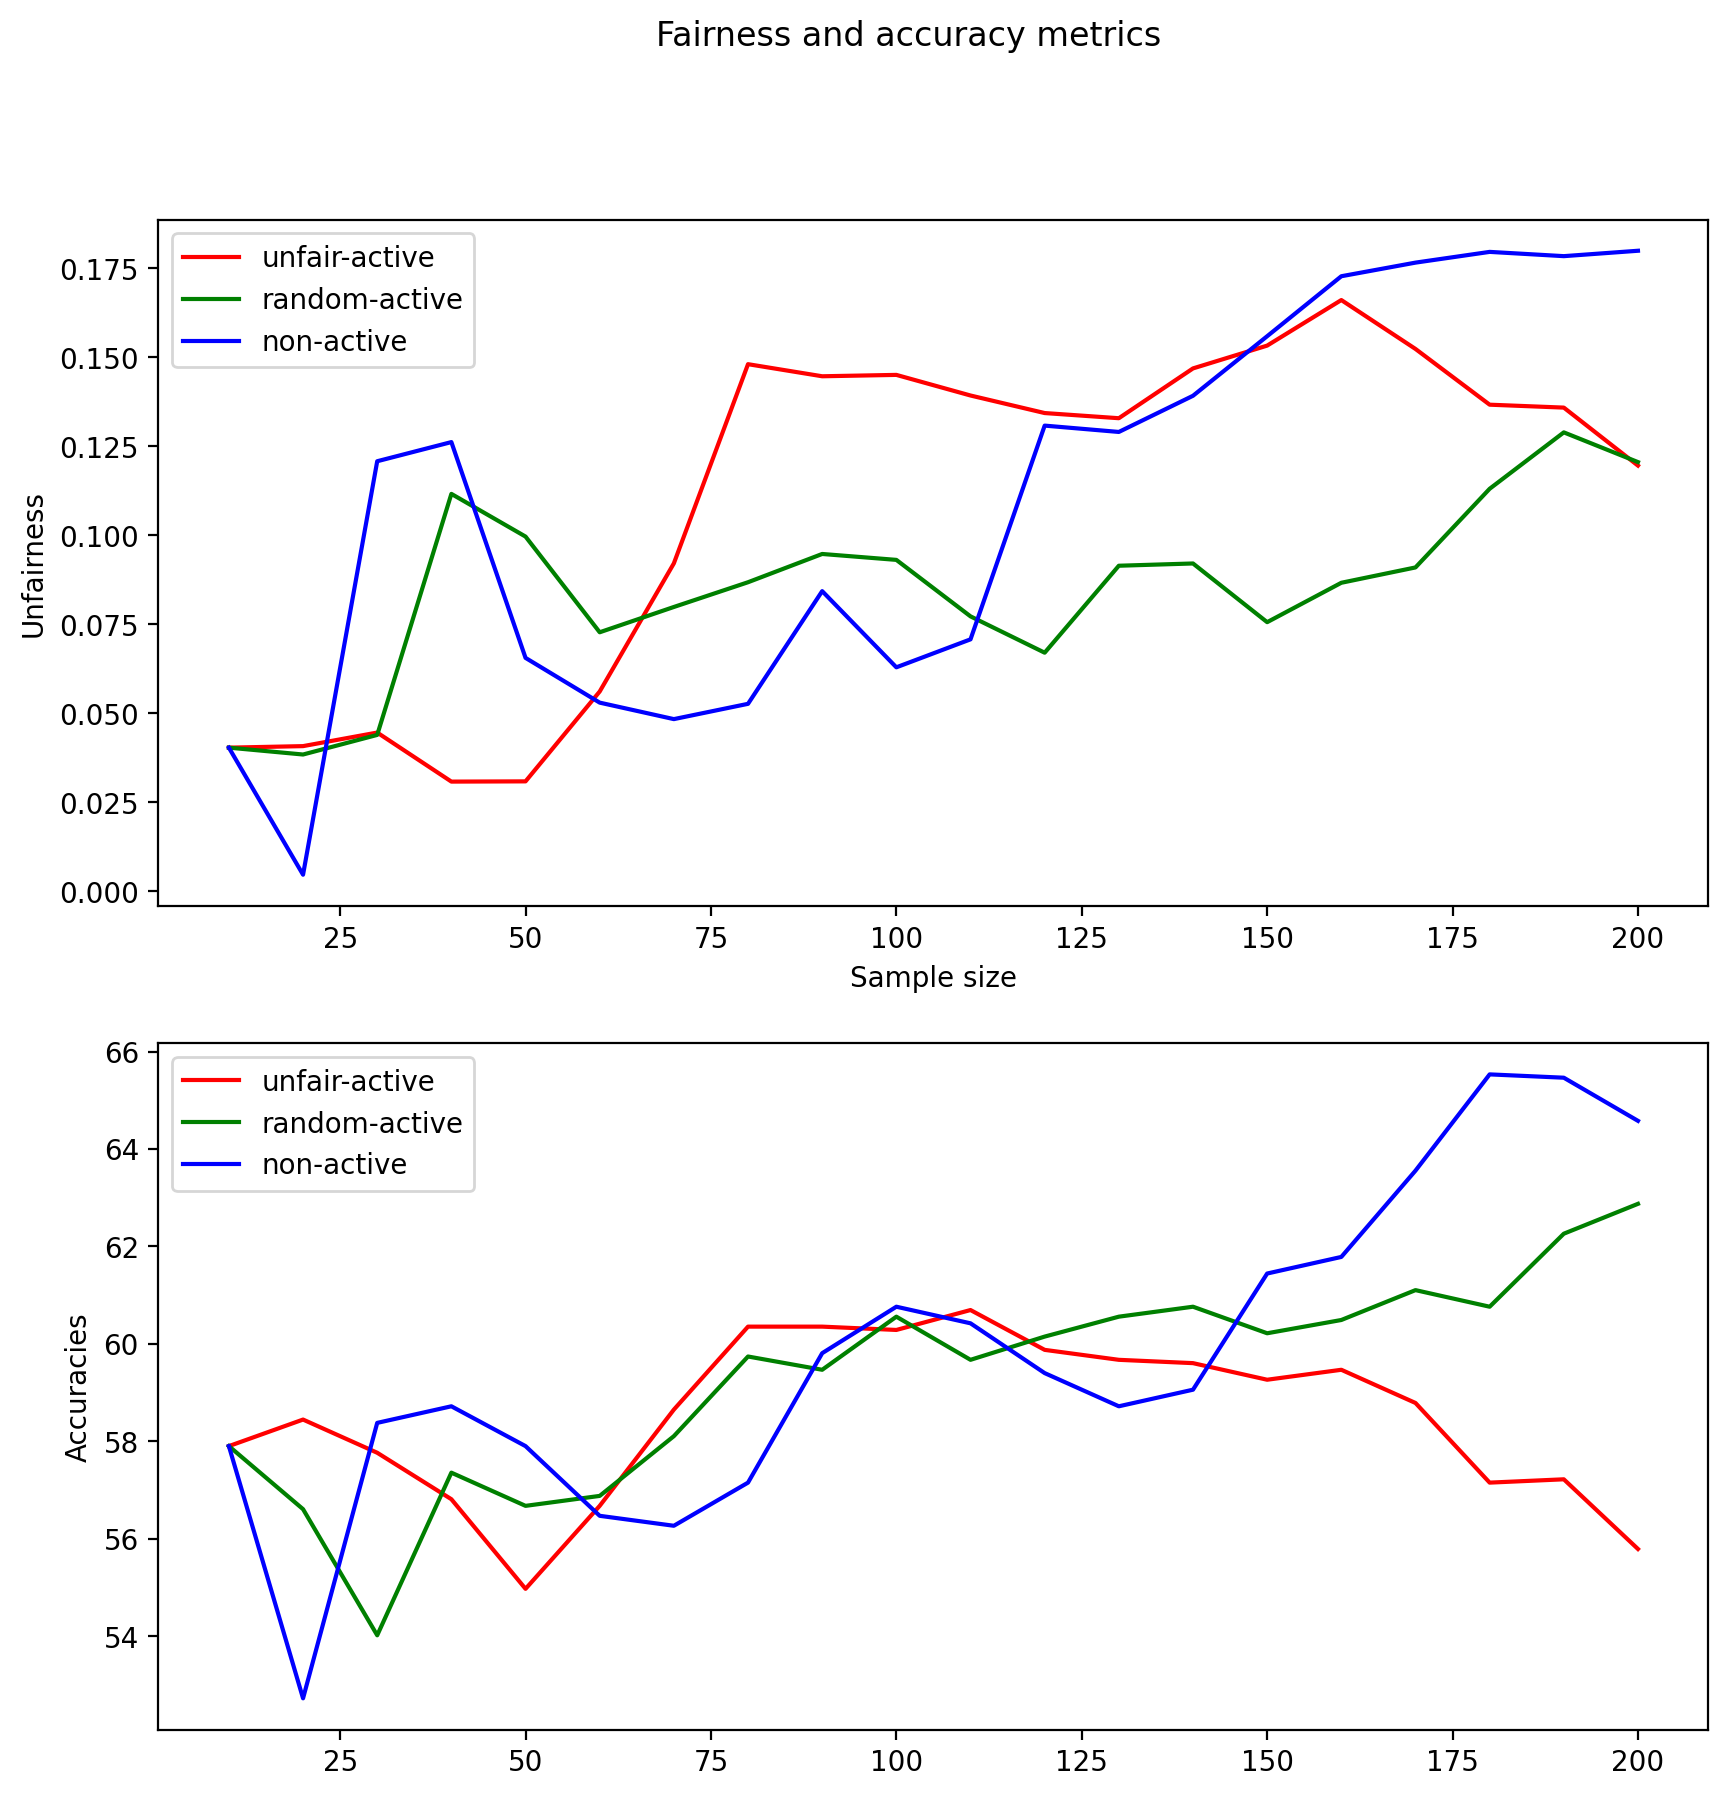 Fairness and accuracy metrics
unfair-active
random-active
non-active
0.175
0.150
0.125
0.100
0.075
0.050
0.025
0.000
Unfairness
25 50 75 100 125 150 175 200
Sample size
unfair-active
random-active
non-active
66
64
62
60
58
56
54
Accuracies
25 50 75 100 125 150 175 200